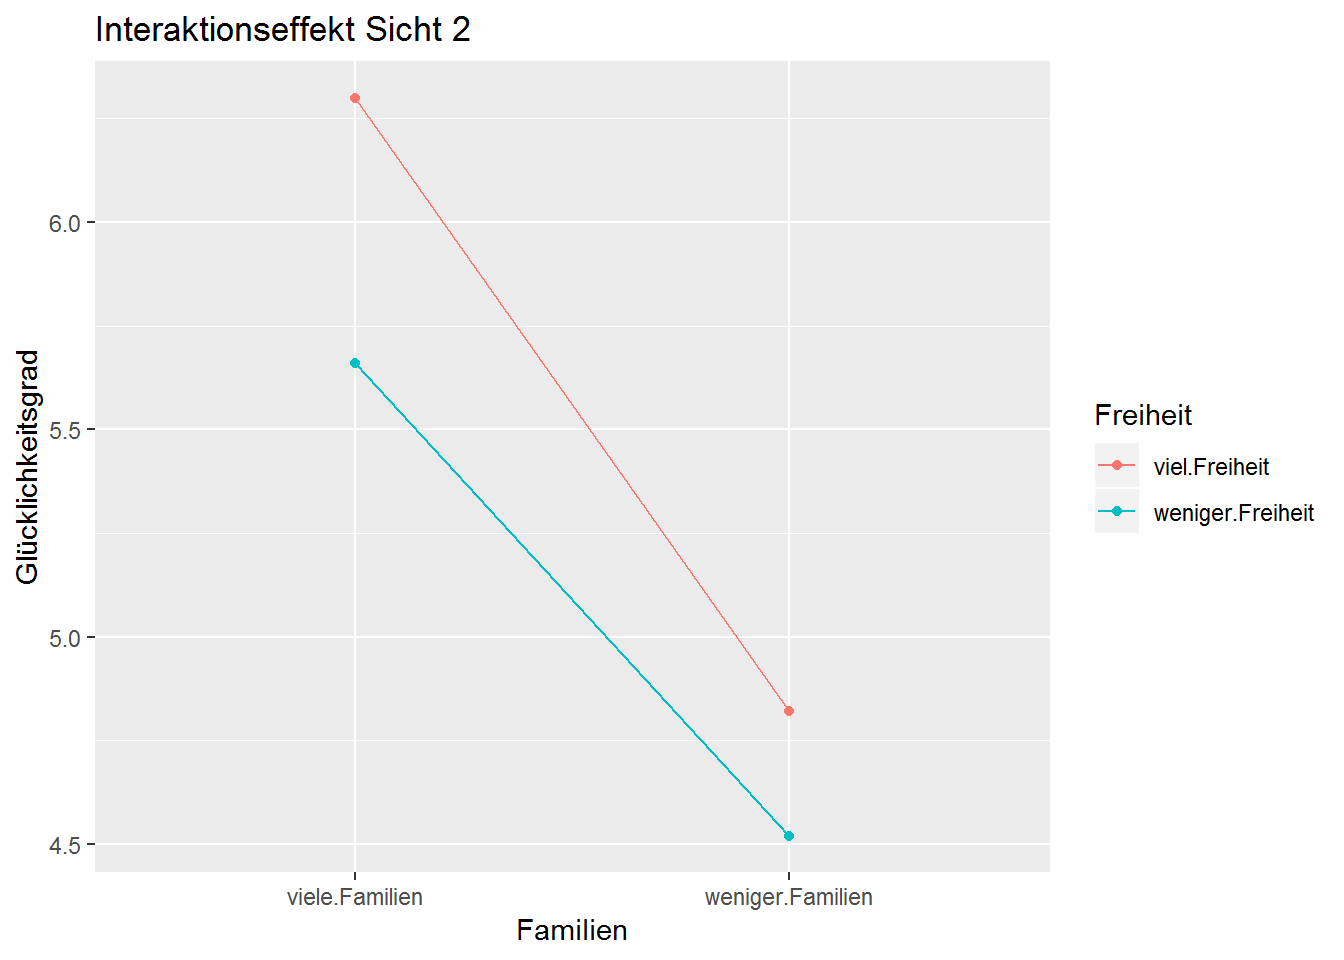 Interaktionseffekt Sicht 2
Glücklichkeitsgrad
6.0
5.5
5.0
4.5
viele.Familien
weniger.Familien
Familien
Freiheit
viel.Freiheit
weniger.Freiheit